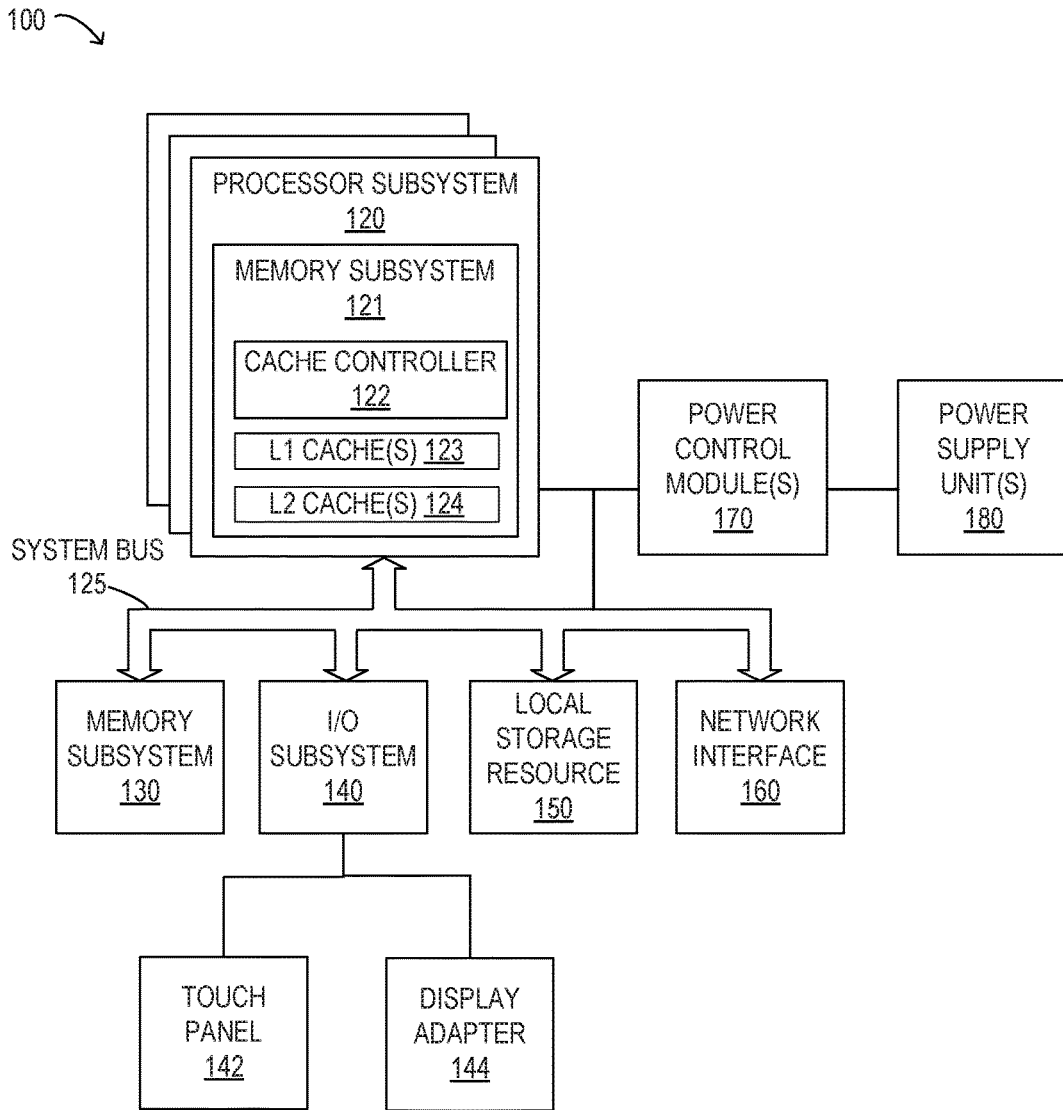 100
PROCESSOR SUBSYSTEM
120
MEMORY SUBSYSTEM
121
CACHE CONTROLLER
122
L1 CACHE(S) 123
L2 CACHE(S) 124
POWER
CONTROL
MODULE(S)
170
POWER
SUPPLY
UNIT(S)
180
SYSTEM BUS
125
MEMORY
SUBSYSTEM
130
I/O
SUBSYSTEM
140
LOCAL
STORAGE
RESOURCE
150
NETWORK
INTERFACE
160
TOUCH
PANEL
142
DISPLAY
ADAPTER
144